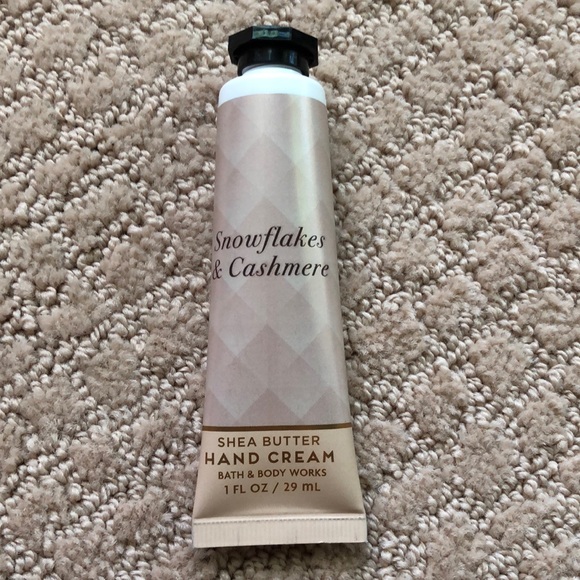 Snowflakes
& Cashmere
SHEA BUTTER
HAND CREAM
BATH & BODY WORKS
1 FL OZ / 29 mL